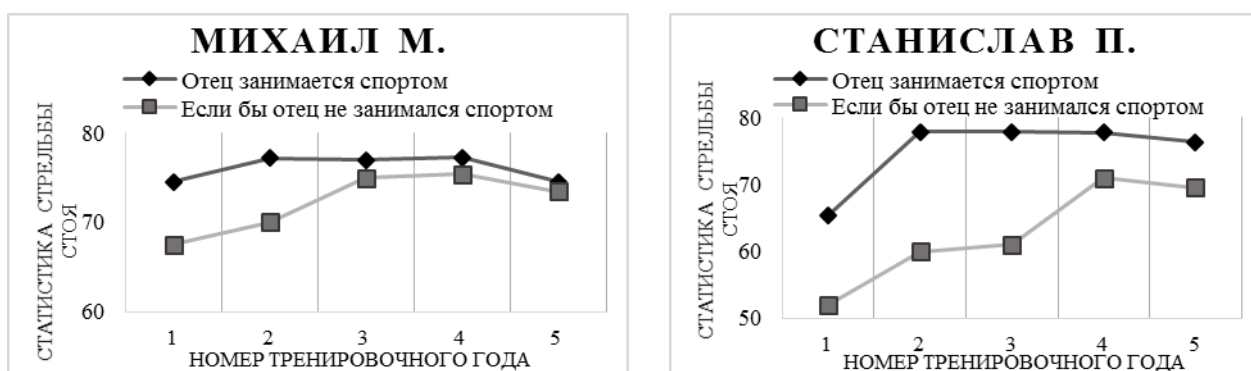 МИХАИЛ М.
Отец занимается спортом
Если бы отец не занимался спортом
СТАТИСТИКА СТРЕЛЬБЫ
СТОЯ
80
70
60
1 2 3 4 5
НОМЕР ТРЕНИРОВОЧНОГО ГОДА
СТАНИСЛАВ П.
Отец занимается спортом
Если бы отец не занимался спортом
СТАТИСТИКА СТРЕЛЬБЫ
СТОЯ
80
70
60
50
1 2 3 4 5
НОМЕР ТРЕНИРОВОЧНОГО ГОДА